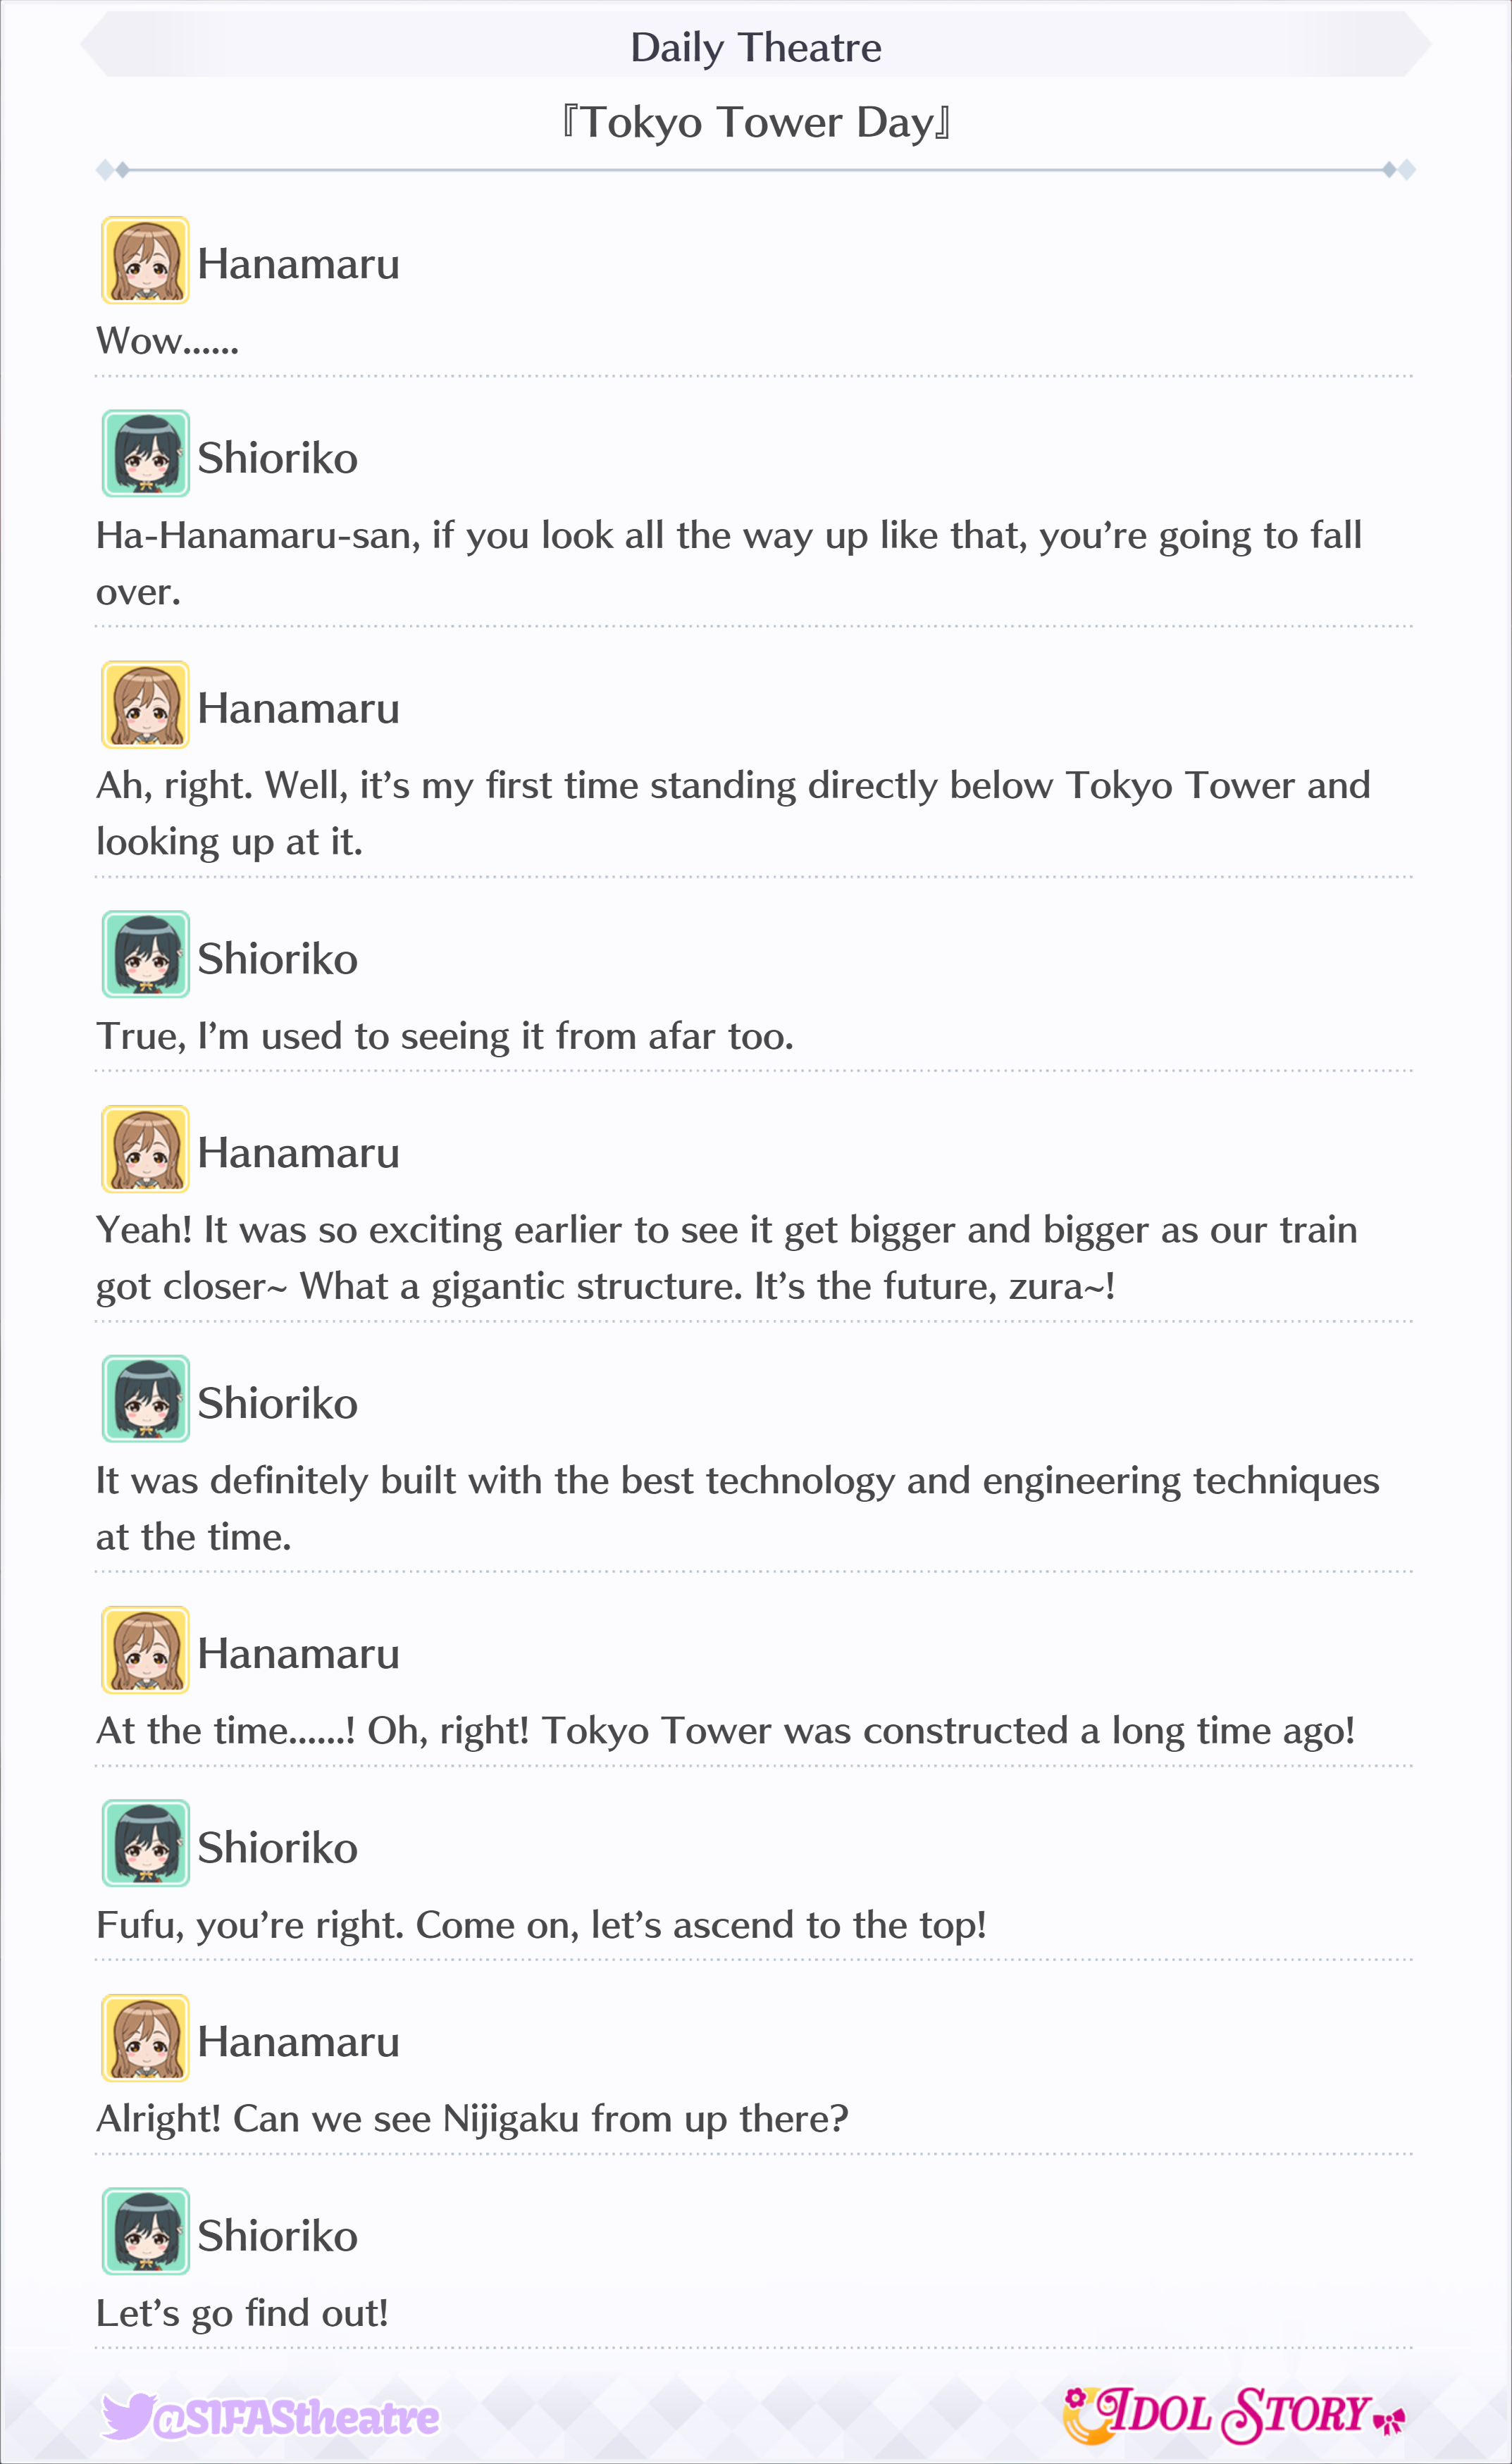 Daily Theatre
『Tokyo Tower Day』
Hanamaru
Wow......
Shioriko
Ha-Hanamaru-san, if you look all the way up like that, you’re going to fall
over.
Hanamaru
Ah, right. Well, it’s my first time standing directly below Tokyo Tower and
looking up at it.
Shioriko
True, I’m used to seeing it from afar too.
Hanamaru
Yeah! It was so exciting earlier to see it get bigger and bigger as our train
got closer~ What a gigantic structure. It’s the future, zura~!
Shioriko
It was definitely built with the best technology and engineering techniques
at the time.
Hanamaru
At the time......! Oh, right! Tokyo Tower was constructed a long time ago!
Shioriko
Fufu, you’re right. Come on, let’s ascend to the top!
Hanamaru
Alright! Can we see Nijigaku from up there?
Shioriko
Let’s go find out!
@SIFAStheatre
IDOL STORY